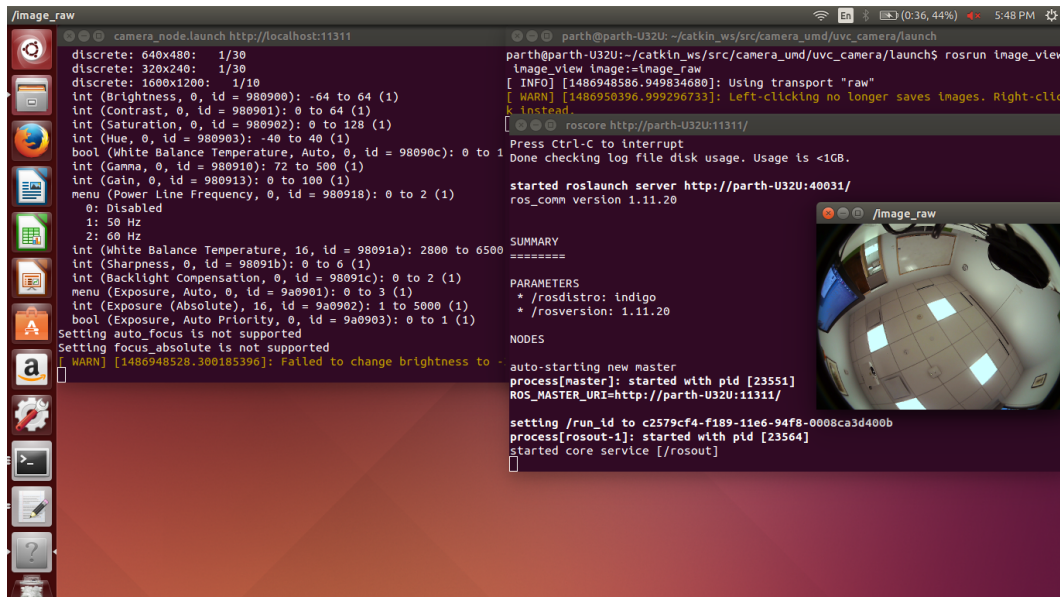 /image_raw
En
(0:36, 44%)
5:48 PM
camera_node.launch http://localhost:11311
discrete: 640x480:   1/30
discrete: 320x240:   1/30
discrete: 1600x1200:   1/10
int (Brightness, 0, id = 980900): -64 to 64 (1)
int (Contrast, 0, id = 980901): 0 to 64 (1)
int (Saturation, 0, id = 980902): 0 to 128 (1)
int (Hue, 0, id = 980903): -40 to 40 (1)
bool (White Balance Temperature, Auto, 0, id = 98090c): 0 to 1
int (Gamma, 0, id = 980910): 72 to 500 (1)
int (Gain, 0, id = 980913): 0 to 100 (1)
menu (Power Line Frequency, 0, id = 980918): 0 to 2 (1)
0: Disabled
1: 50 Hz
2: 60 Hz
int (White Balance Temperature, 16, id = 98091a): 2800 to 6500
int (Sharpness, 0, id = 98091b): 0 to 6 (1)
int (Backlight Compensation, 0, id = 98091c): 0 to 2 (1)
menu (Exposure, Auto, 0, id = 9a0901): 0 to 3 (1)
int (Exposure (Absolute), 16, id = 9a0902): 1 to 5000 (1)
bool (Exposure, Auto Priority, 0, id = 9a0903): 0 to 1 (1)
Setting auto_focus is not supported
Setting focus_absolute is not supported
[ WARN] [1486948528.300185396]: Failed to change brightness to -
parth@parth-U32U: ~/catkin_ws/src/camera_umd/uvc_camera/launch
parth@parth-U32U:~/catkin_ws/src/camera_umd/uvc_camera/launch$ rosrun image_view
image_view image:=image_raw
[ INFO] [1486948586.949834680]: Using transport "raw"
[ WARN] [1486950396.999296733]: Left-clicking no longer saves images. Right-clic
k instead.
roscore http://parth-U32U:11311/
Press Ctrl-C to interrupt
Done checking log file disk usage. Usage is <1GB.
started roslaunch server http://parth-U32U:40031/
ros_comm version 1.11.20
SUMMARY
========
PARAMETERS
* /rosdistro: indigo
* /rosversion: 1.11.20
NODES
auto-starting new master
process[master]: started with pid [23551]
ROS_MASTER_URI=http://parth-U32U:11311/
setting /run_id to c2579cf4-f189-11e6-94f8-0008ca3d400b
process[rosout-1]: started with pid [23564]
started core service [/rosout]
/image_raw